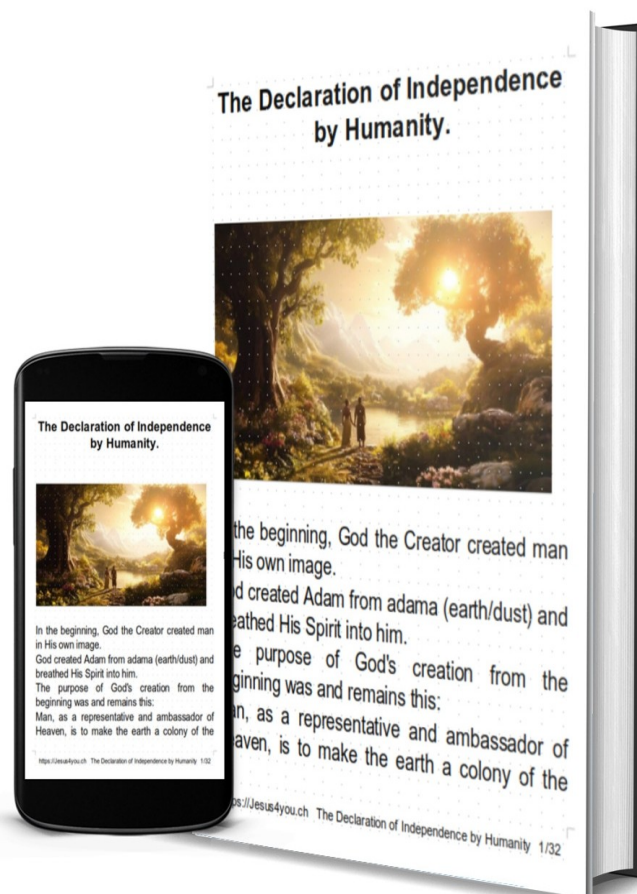 The Declaration of Independence
by Humanity.
the beginning, God the Creator created man
His own image.
d created Adam from adama (earth/dust) and
eathed His Spirit into him.
e purpose of God's creation from the
ginning was and remains this:
an, as a representative and ambassador of
aven, is to make the earth a colony of the
ps://Jesus4you.ch The Declaration of Independence by Humanity 1/32
The Declaration of Independence
by Humanity.
In the beginning, God the Creator created man
in His own image.
God created Adam from adama (earth/dust) and
breathed His Spirit into him.
The purpose of God's creation from the
beginning was and remains this:
Man, as a representative and ambassador of
Heaven, is to make the earth a colony of the
https://Jesus4you.ch The Declaration of Independence by Humanity 1/32